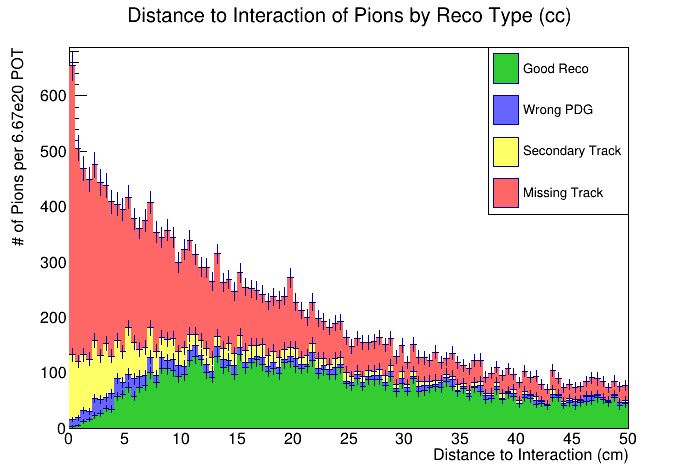 Distance to Interaction of Pions by Reco Type (cc)
# of Pions per 6.67e20 POT
600
500
400
300
200
100
0
Good Reco
Wrong PDG
Secondary Track
Missing Track
0 5 10 15 20 25 30 35 40 45 50
Distance to Interaction (cm)